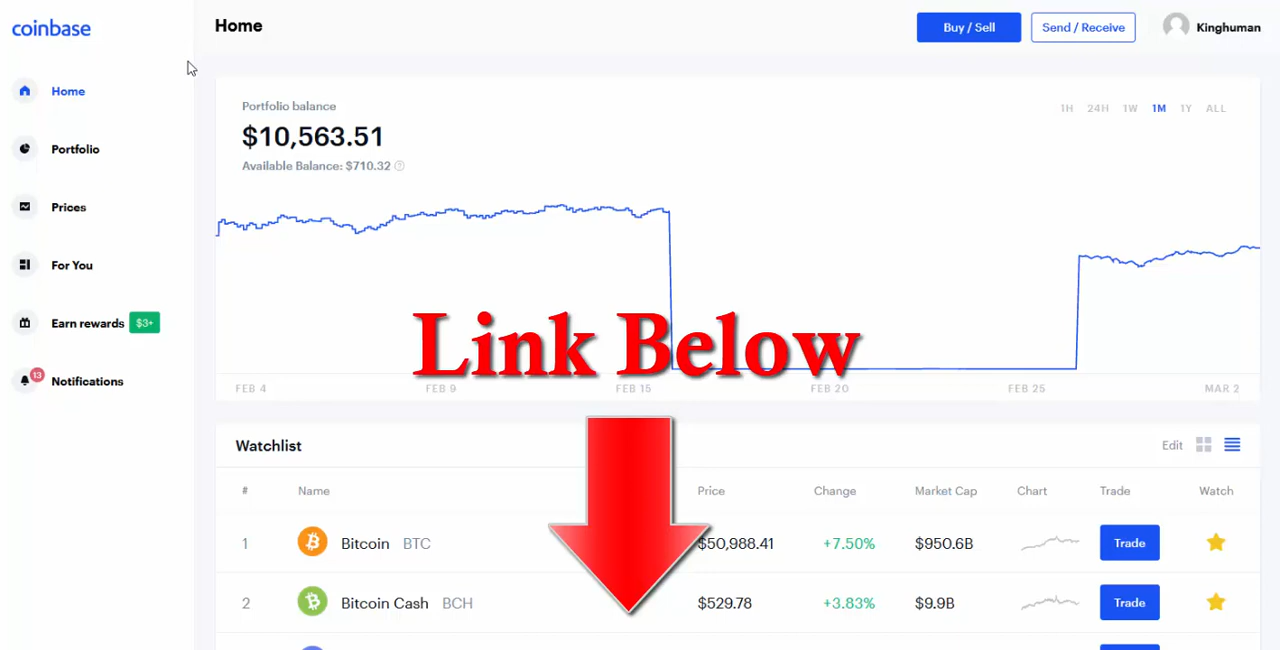 coinbase
Home
Buy / Sell
Send / Receive
Kinghuman
Home
Portfolio
Prices
For You
Earn rewards $3+
13
Notifications
Portfolio balance
$10,563.51
Available Balance: $710.32
1H 24H 1W 1M 1Y ALL
Link Below
FEB 4 FEB 9 FEB 15 FEB 20 FEB 25 MAR 2
Watchlist
Edit
# Name Price Change Market Cap Chart Trade Watch
1 Bitcoin BTC $50,988.41 +7.50% $950.6B Trade
2 Bitcoin Cash BCH $529.78 +3.83% $9.9B Trade